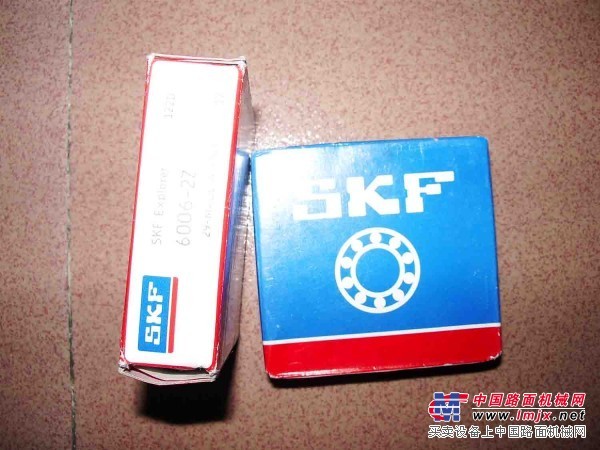 SKF Explorer
6006-2Z
SKF
SKF
中国路面机械网
www.lmjx.net
买卖设备上中国路面机械网